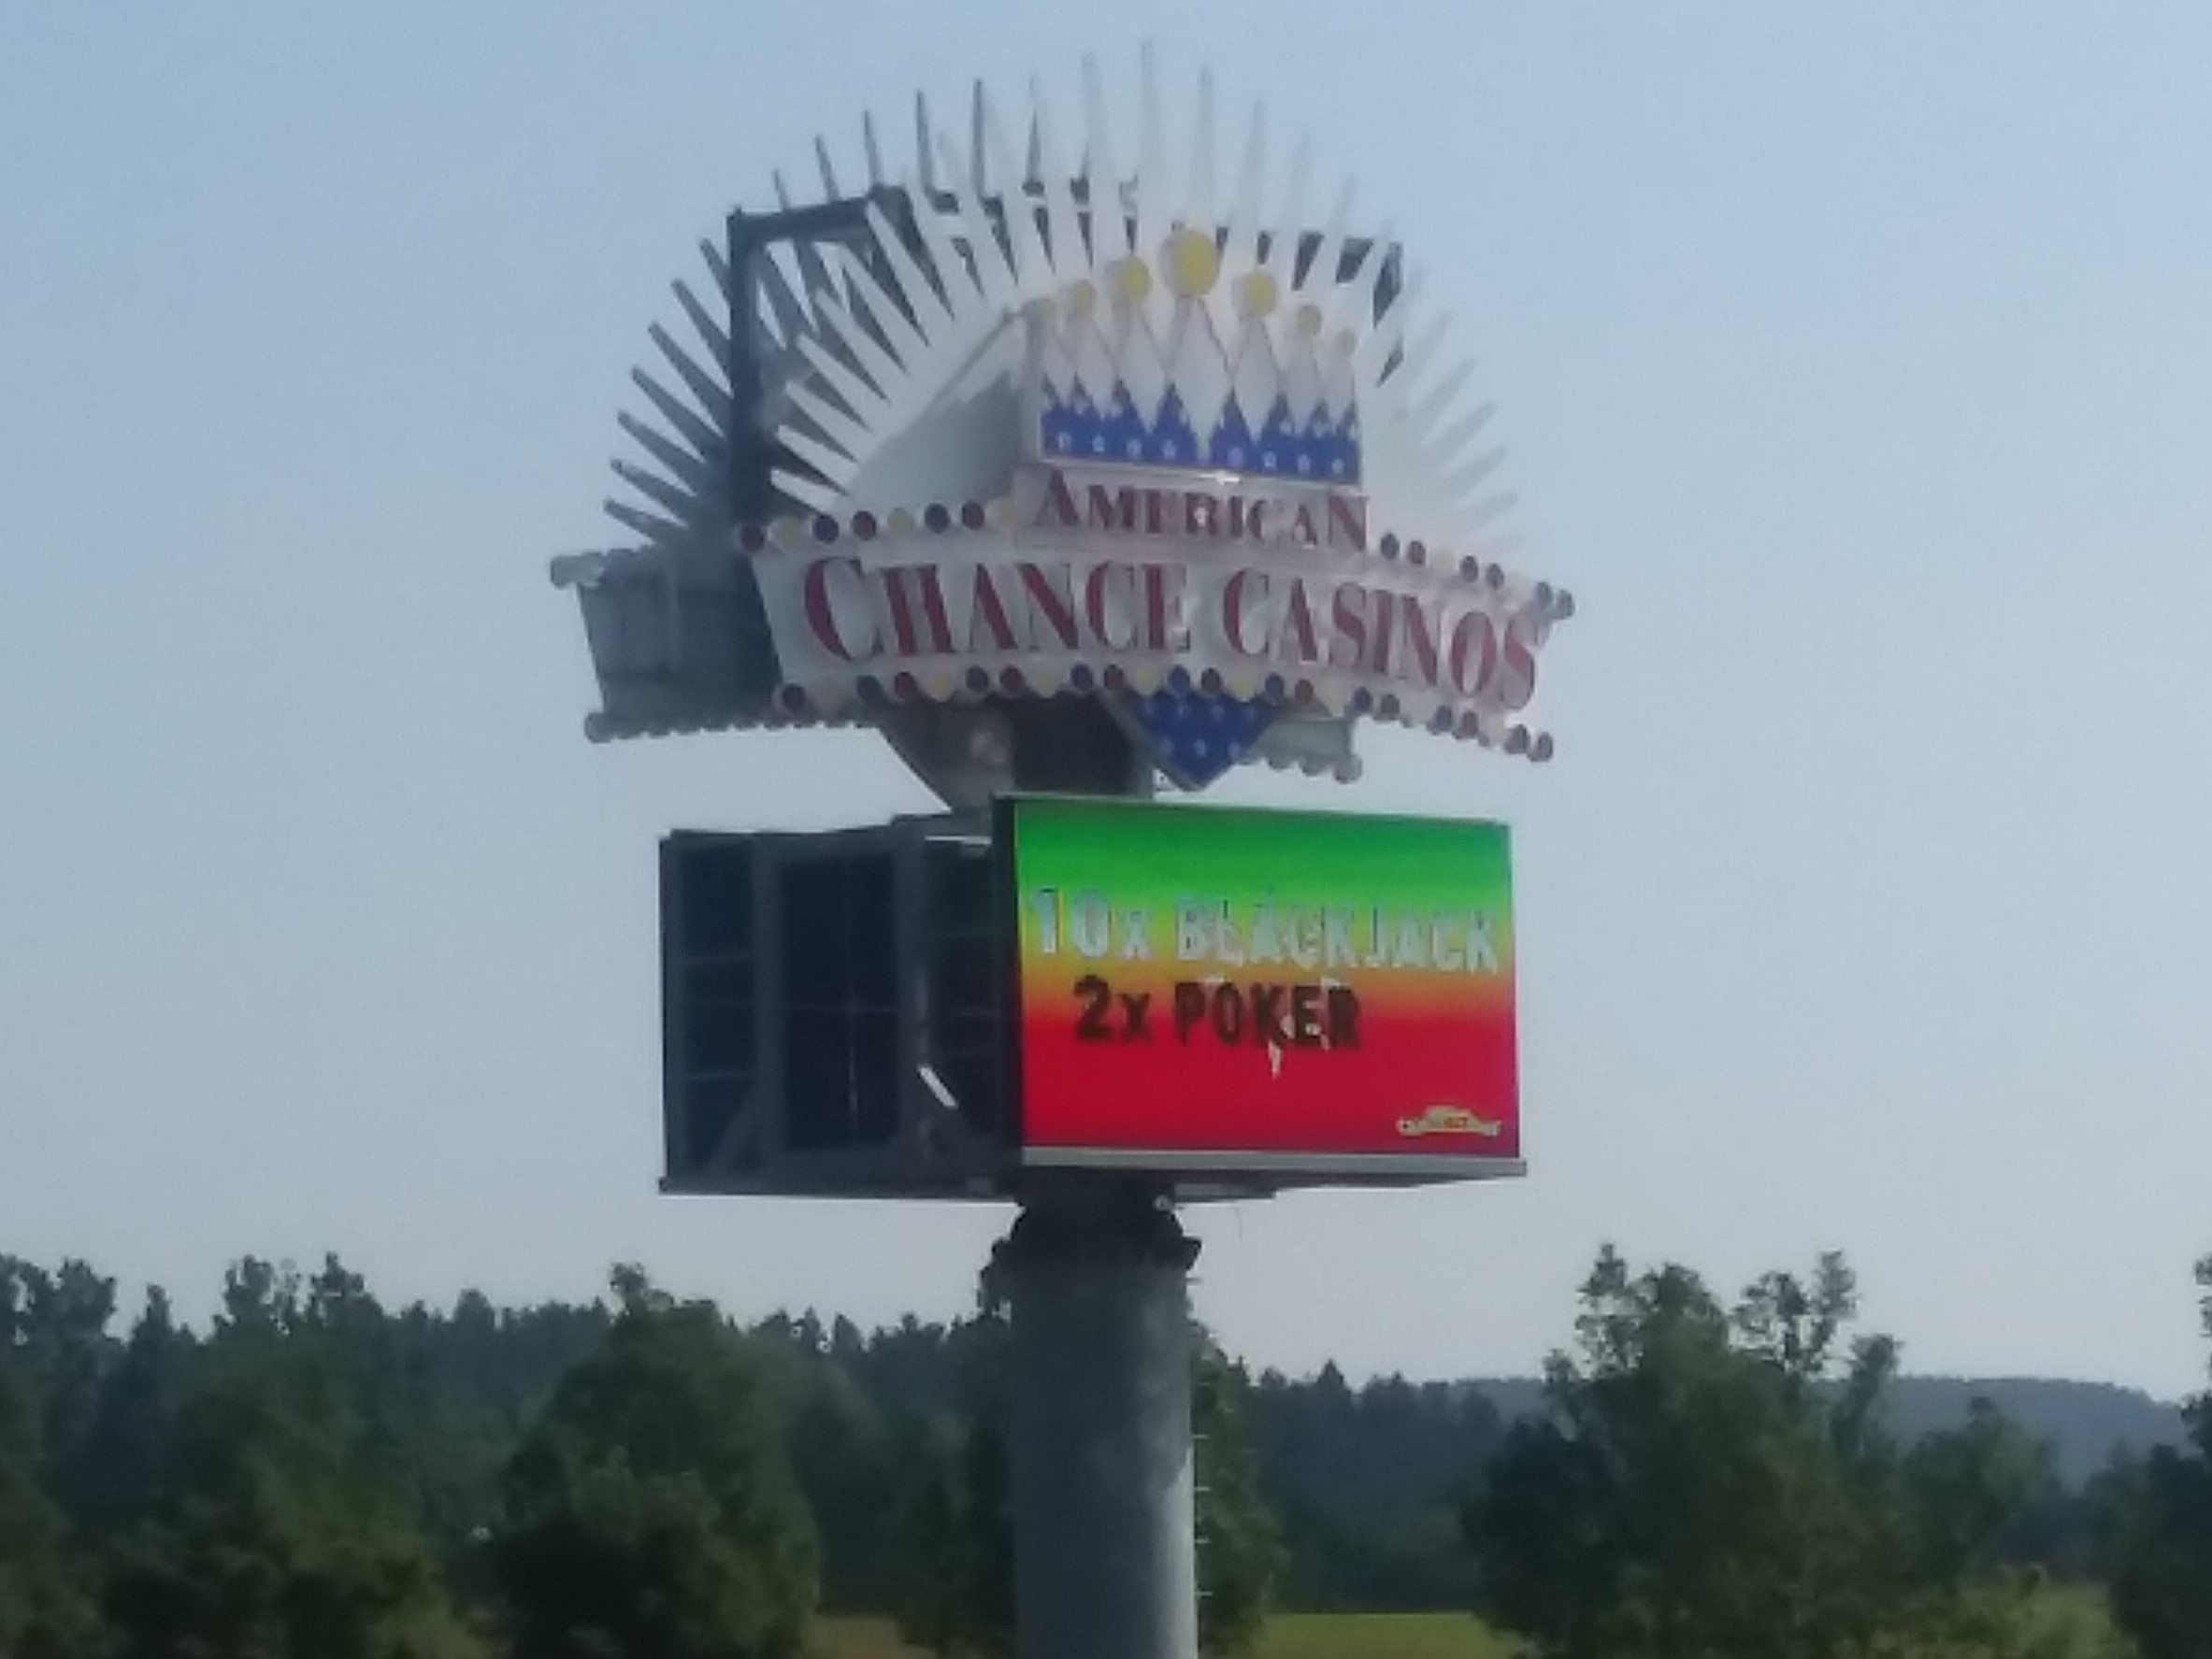 AMERICAN
CHANCE CASINOS
10x BLACKJACK
2x POKER